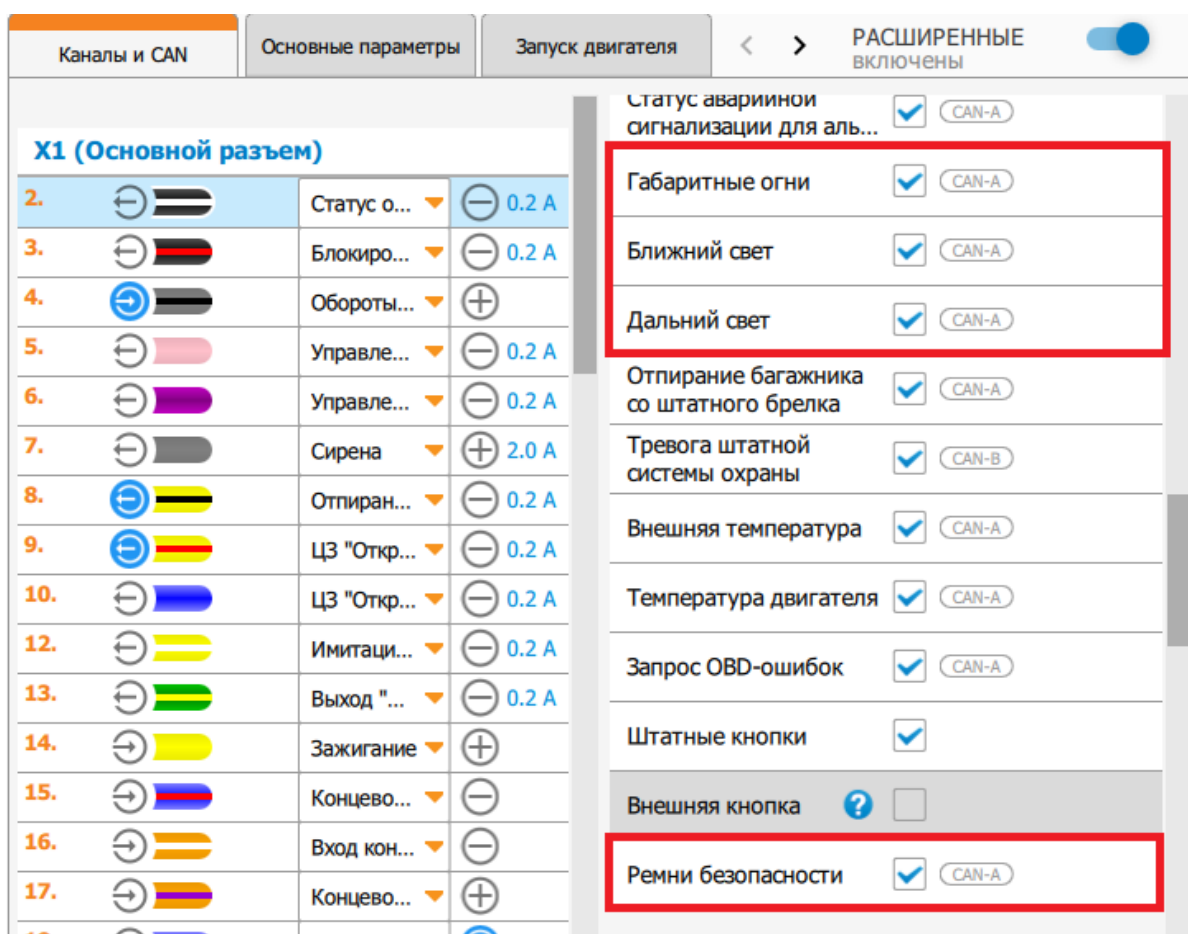 Каналы и CAN
Основные параметры
Запуск двигателя
РАСШИРЕННЫЕ
включены
X1 (Основной разъем)
2. Статус о... 0.2 A
3. Блокиро... 0.2 A
4. Обороты...
5. Управле... 0.2 A
6. Управле... 0.2 A
7. Сирена 2.0 A
8. Отпиран... 0.2 A
9. ЦЗ "Откр... 0.2 A
10. ЦЗ "Откр... 0.2 A
12. Имитаци... 0.2 A
13. Выход "... 0.2 A
14. Зажигание
15. Концево...
16. Вход кон...
17. Концево...
Статус аварийной
сигнализации для аль... CAN-A
Габаритные огни CAN-A
Ближний свет CAN-A
Дальний свет CAN-A
Отпирание багажника
со штатного брелка CAN-A
Тревога штатной
системы охраны CAN-B
Внешняя температура CAN-A
Температура двигателя CAN-A
Запрос OBD-ошибок CAN-A
Штатные кнопки
Внешняя кнопка ?
Ремни безопасности CAN-A